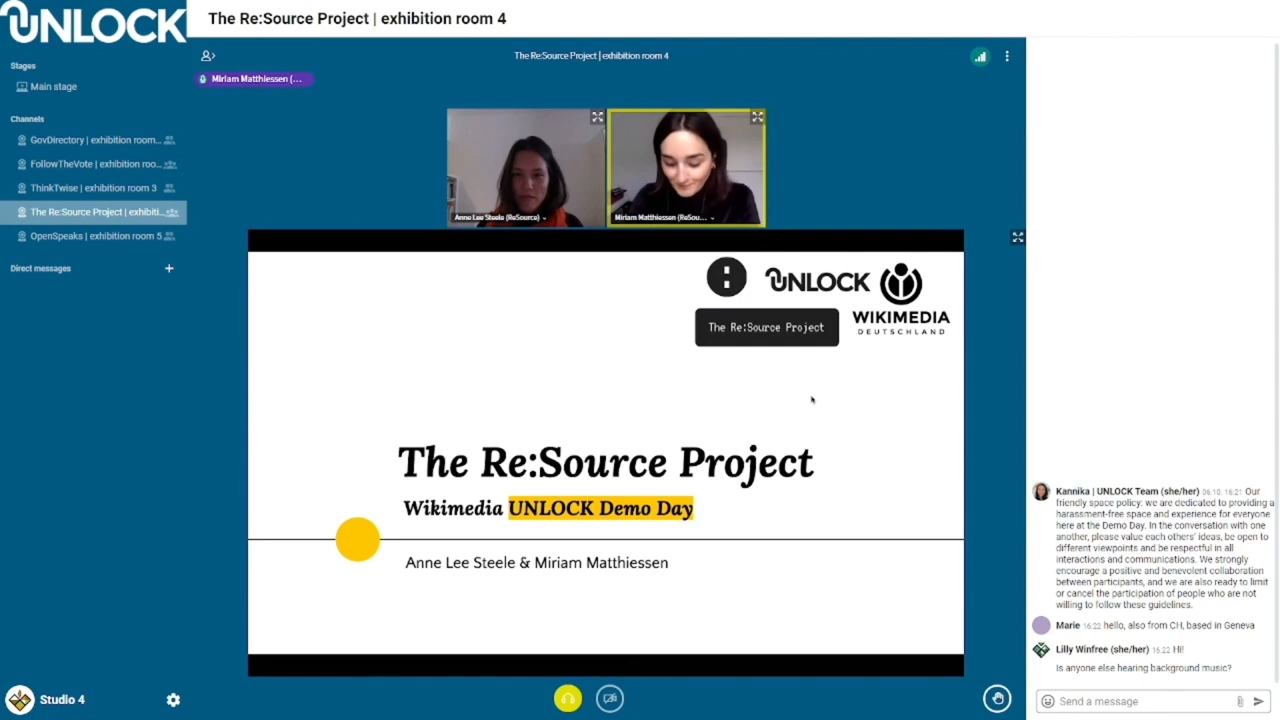 UNLOCK
The Re:Source Project | exhibition room 4
Stages
Main stage
Channels
GovDirectory | exhibition room...
FollowTheVote | exhibition roo...
ThinkTwise | exhibition room 3
The Re:Source Project | exhibiti...
OpenSpeaks | exhibition room 5
Direct messages
Studio 4
The Re:Source Project | exhibition room 4
Miriam Matthiessen (...
Anne Lee Steele (ReSource)
Miriam Matthiessen (ReSou...
UNLOCK
WIKIMEDIA
DEUTSCHLAND
The Re:Source Project
The Re:Source Project
Wikimedia UNLOCK Demo Day
Anne Lee Steele & Miriam Matthiessen
Kannika | UNLOCK Team (she/her) 06.10, 16:21 Our
friendly space policy: we are dedicated to providing a
harassment-free space and experience for everyone
here at the Demo Day. In the conversation with one
another, please value each others' ideas, be open to
different viewpoints and be respectful in all
interactions and communications. We strongly
encourage a positive and benevolent collaboration
between participants, and we are also ready to limit
or cancel the participation of people who are not
willing to follow these guidelines.
Marie 16:22 hello, also from CH, based in Geneva
Lilly Winfree (she/her) 16:22 Hi!
Is anyone else hearing background music?
Send a message